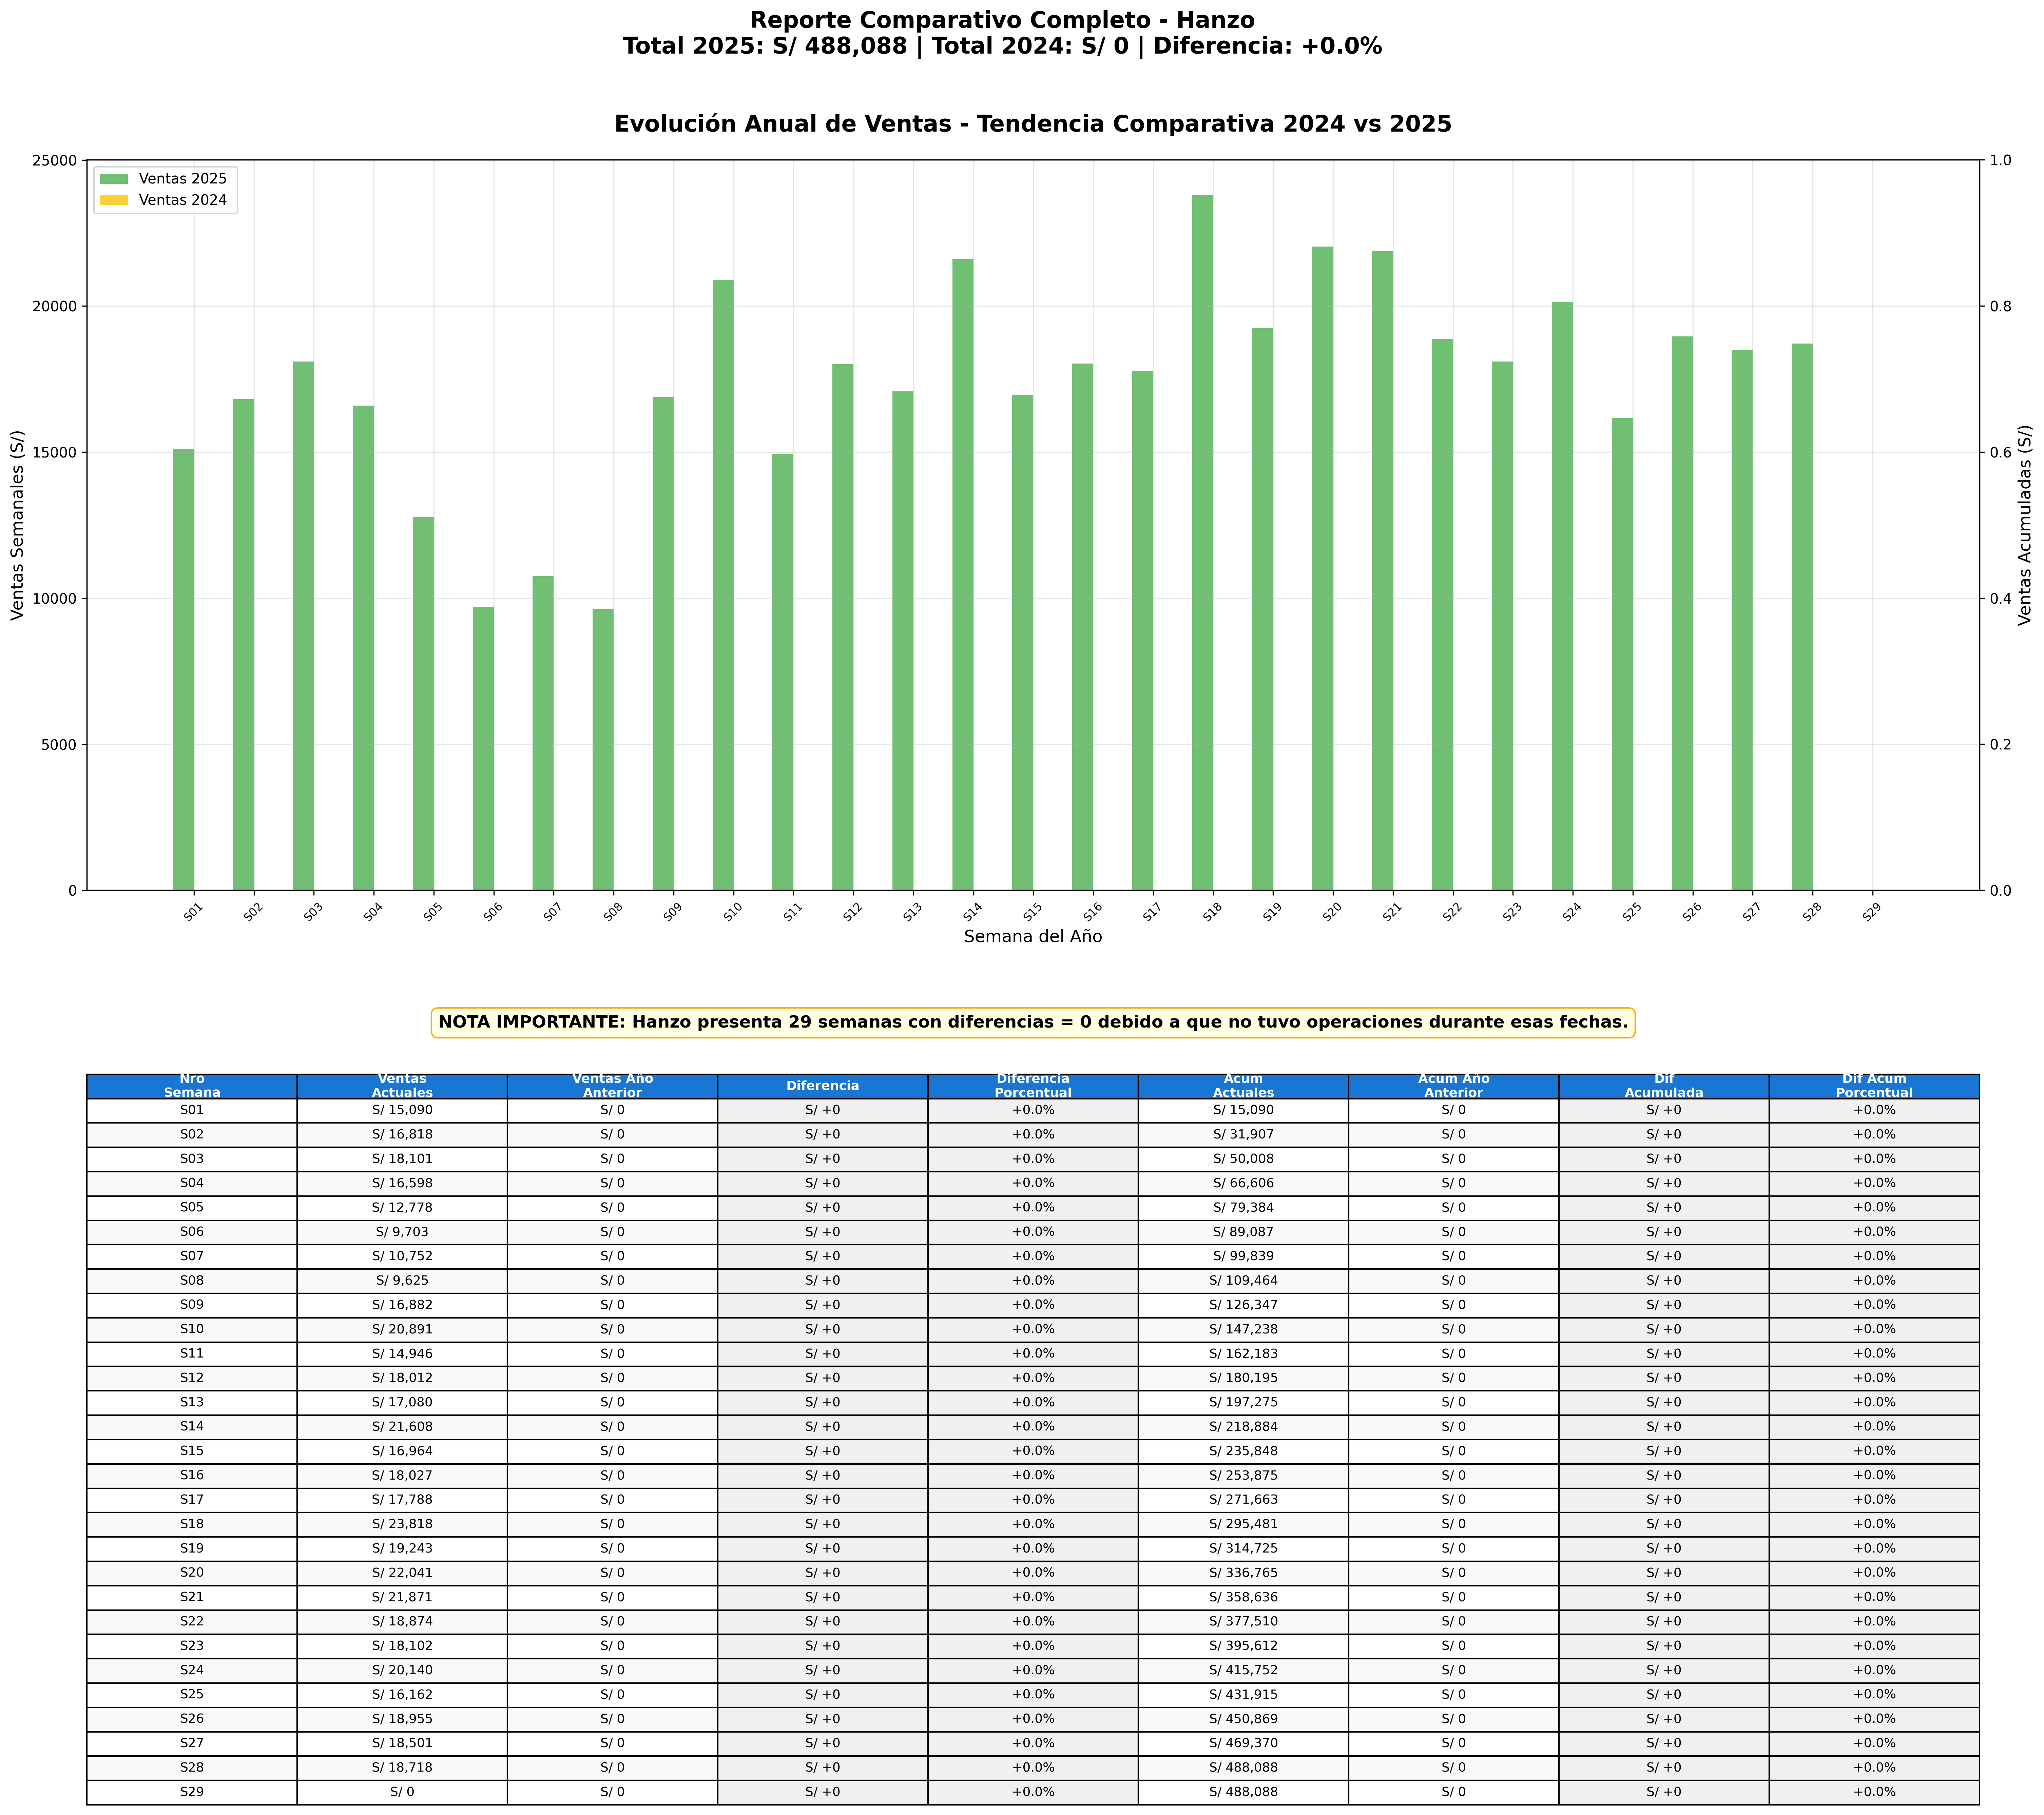 Reporte Comparativo Completo - Hanzo
Total 2025: S/ 488,088 | Total 2024: S/ 0 | Diferencia: +0.0%
Evolución Anual de Ventas - Tendencia Comparativa 2024 vs 2025
Ventas 2025
Ventas 2024
Ventas Semanales (S/)
25000
20000
15000
10000
5000
0
1.0
0.8
0.6
0.4
0.2
0.0
Ventas Acumuladas (S/)
S01 S02 S03 S04 S05 S06 S07 S08 S09 S10 S11 S12 S13 S14 S15 S16 S17 S18 S19 S20 S21 S22 S23 S24 S25 S26 S27 S28 S29
Semana del Año
NOTA IMPORTANTE: Hanzo presenta 29 semanas con diferencias = 0 debido a que no tuvo operaciones durante esas fechas.
Nro Semana Ventas Actuales Ventas Año Anterior Diferencia Diferencia Porcentual Acum Actuales Acum Año Anterior Dif Acumulada Dif Acum Porcentual
S01 S/ 15,090 S/ 0 S/ +0 +0.0% S/ 15,090 S/ 0 S/ +0 +0.0%
S02 S/ 16,818 S/ 0 S/ +0 +0.0% S/ 31,907 S/ 0 S/ +0 +0.0%
S03 S/ 18,101 S/ 0 S/ +0 +0.0% S/ 50,008 S/ 0 S/ +0 +0.0%
S04 S/ 16,598 S/ 0 S/ +0 +0.0% S/ 66,606 S/ 0 S/ +0 +0.0%
S05 S/ 12,778 S/ 0 S/ +0 +0.0% S/ 79,384 S/ 0 S/ +0 +0.0%
S06 S/ 9,703 S/ 0 S/ +0 +0.0% S/ 89,087 S/ 0 S/ +0 +0.0%
S07 S/ 10,752 S/ 0 S/ +0 +0.0% S/ 99,839 S/ 0 S/ +0 +0.0%
S08 S/ 9,625 S/ 0 S/ +0 +0.0% S/ 109,464 S/ 0 S/ +0 +0.0%
S09 S/ 16,882 S/ 0 S/ +0 +0.0% S/ 126,347 S/ 0 S/ +0 +0.0%
S10 S/ 20,891 S/ 0 S/ +0 +0.0% S/ 147,238 S/ 0 S/ +0 +0.0%
S11 S/ 14,946 S/ 0 S/ +0 +0.0% S/ 162,183 S/ 0 S/ +0 +0.0%
S12 S/ 18,012 S/ 0 S/ +0 +0.0% S/ 180,195 S/ 0 S/ +0 +0.0%
S13 S/ 17,080 S/ 0 S/ +0 +0.0% S/ 197,275 S/ 0 S/ +0 +0.0%
S14 S/ 21,608 S/ 0 S/ +0 +0.0% S/ 218,884 S/ 0 S/ +0 +0.0%
S15 S/ 16,964 S/ 0 S/ +0 +0.0% S/ 235,848 S/ 0 S/ +0 +0.0%
S16 S/ 18,027 S/ 0 S/ +0 +0.0% S/ 253,875 S/ 0 S/ +0 +0.0%
S17 S/ 17,788 S/ 0 S/ +0 +0.0% S/ 271,663 S/ 0 S/ +0 +0.0%
S18 S/ 23,818 S/ 0 S/ +0 +0.0% S/ 295,481 S/ 0 S/ +0 +0.0%
S19 S/ 19,243 S/ 0 S/ +0 +0.0% S/ 314,725 S/ 0 S/ +0 +0.0%
S20 S/ 22,041 S/ 0 S/ +0 +0.0% S/ 336,765 S/ 0 S/ +0 +0.0%
S21 S/ 21,871 S/ 0 S/ +0 +0.0% S/ 358,636 S/ 0 S/ +0 +0.0%
S22 S/ 18,874 S/ 0 S/ +0 +0.0% S/ 377,510 S/ 0 S/ +0 +0.0%
S23 S/ 18,102 S/ 0 S/ +0 +0.0% S/ 395,612 S/ 0 S/ +0 +0.0%
S24 S/ 20,140 S/ 0 S/ +0 +0.0% S/ 415,752 S/ 0 S/ +0 +0.0%
S25 S/ 16,162 S/ 0 S/ +0 +0.0% S/ 431,915 S/ 0 S/ +0 +0.0%
S26 S/ 18,955 S/ 0 S/ +0 +0.0% S/ 450,869 S/ 0 S/ +0 +0.0%
S27 S/ 18,501 S/ 0 S/ +0 +0.0% S/ 469,370 S/ 0 S/ +0 +0.0%
S28 S/ 18,718 S/ 0 S/ +0 +0.0% S/ 488,088 S/ 0 S/ +0 +0.0%
S29 S/ 0 S/ 0 S/ +0 +0.0% S/ 488,088 S/ 0 S/ +0 +0.0%